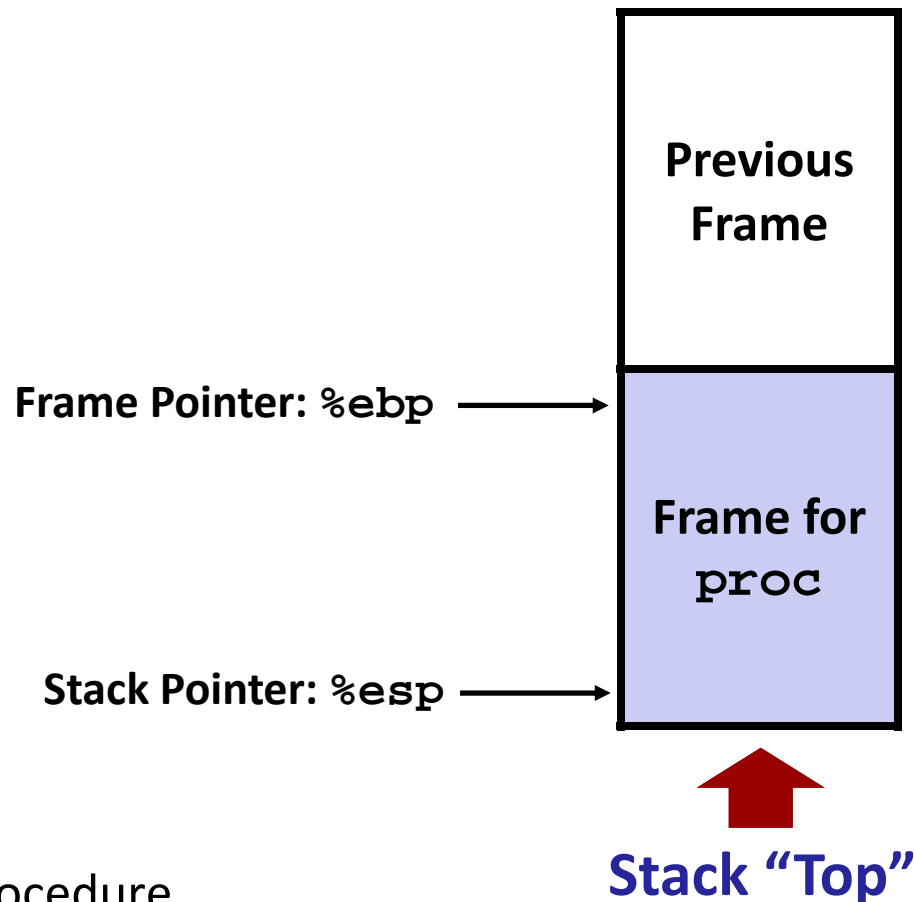 Previous
Frame
Frame Pointer: %ebp
Frame for
proc
Stack Pointer: %esp
Stack “Top”